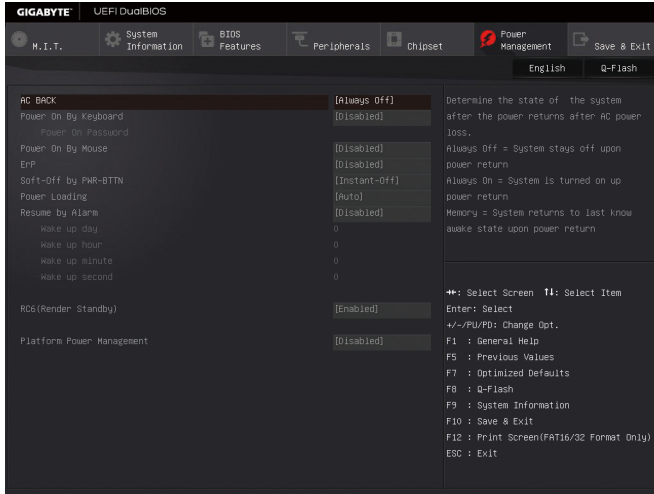 GIGABYTE™ UEFI DualBIOS
M.I.T.
System Information
BIOS Features
Peripherals
Chipset
Power Management
Save & Exit
English Q-Flash
AC BACK [Always Off]
Power On By Keyboard [Disabled]
Power On Password
Power On By Mouse [Disabled]
ErP [Disabled]
Soft-Off by PWR-BTTN [Instant-Off]
Power Loading [Auto]
Resume by Alarm [Disabled]
Wake up day 0
Wake up hour 0
Wake up minute 0
Wake up second 0
RC6(Render Standby) [Enabled]
Platform Power Management [Disabled]
Determine the state of the system
after the power returns after AC power
loss.
Always Off = System stays off upon
power return
Always On = System is turned on up
power return
Memory = System returns to last know
awake state upon power return
→←: Select Screen ↑↓: Select Item
Enter: Select
+/-/PU/PD: Change Opt.
F1 : General Help
F5 : Previous Values
F7 : Optimized Defaults
F8 : Q-Flash
F9 : System Information
F10 : Save & Exit
F12 : Print Screen(FAT16/32 Format Only)
ESC : Exit